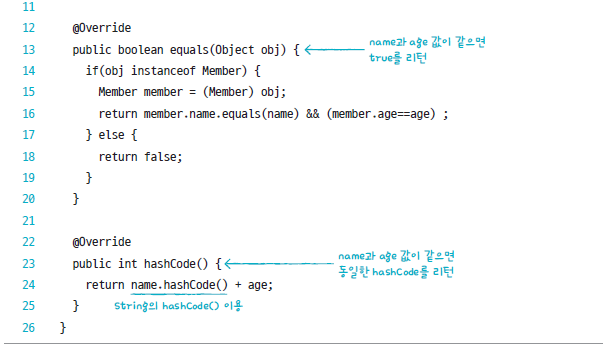 11
12 @Override
13 public boolean equals(Object obj) { name과 age 값이 같으면
true를 리턴
14 if(obj instanceof Member) {
15 Member member = (Member) obj;
16 return member.name.equals(name) && (member.age==age) ;
17 } else {
18 return false;
19 }
20 }
21
22 @Override
23 public int hashCode() { name과 age 값이 같으면
동일한 hashCode를 리턴
24 return name.hashCode() + age;
25 } String의 hashCode() 이용
26 }